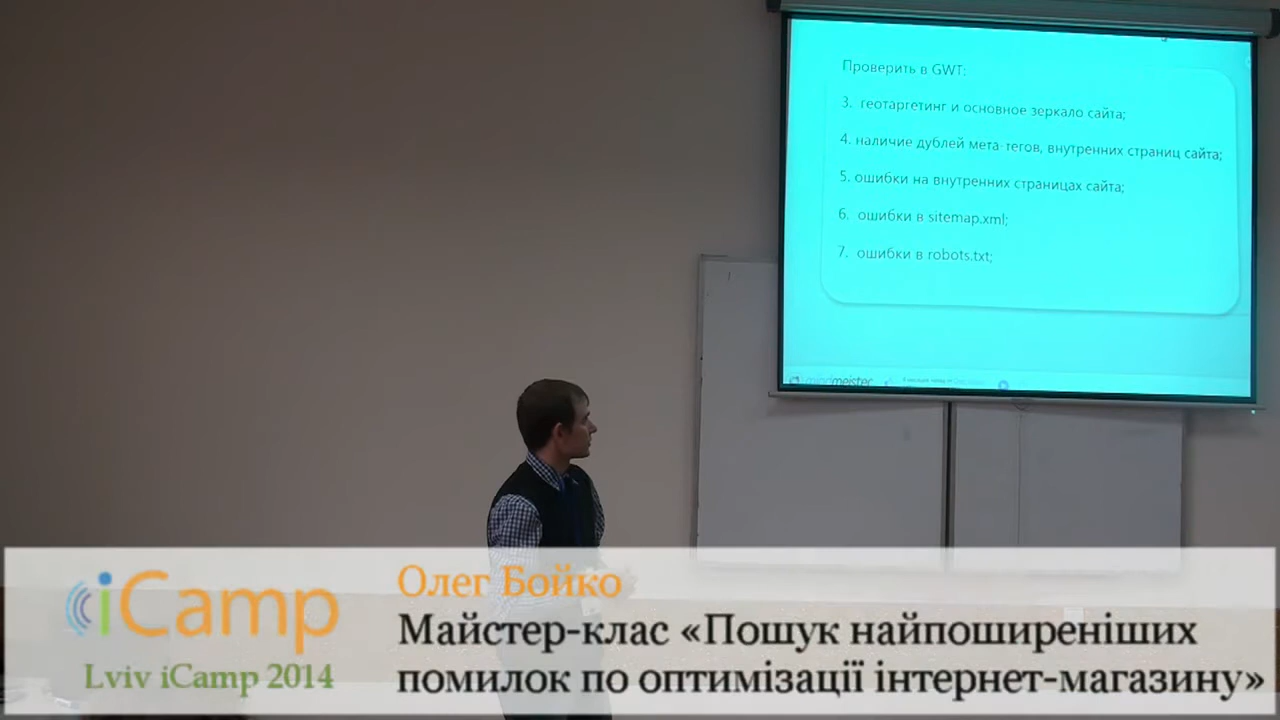 Проверить в GWT:
3. геотаргетинг и основное зеркало сайта;
4. наличие дублей мета-тегов, внутренних страниц сайта;
5. ошибки на внутренних страницах сайта;
6. ошибки в sitemap.xml;
7. ошибки в robots.txt;
mindmeister
iCamp
Lviv iCamp 2014
Олег Бойко
Майстер-клас «Пошук найпоширеніших
помилок по оптимізації інтернет-магазину»